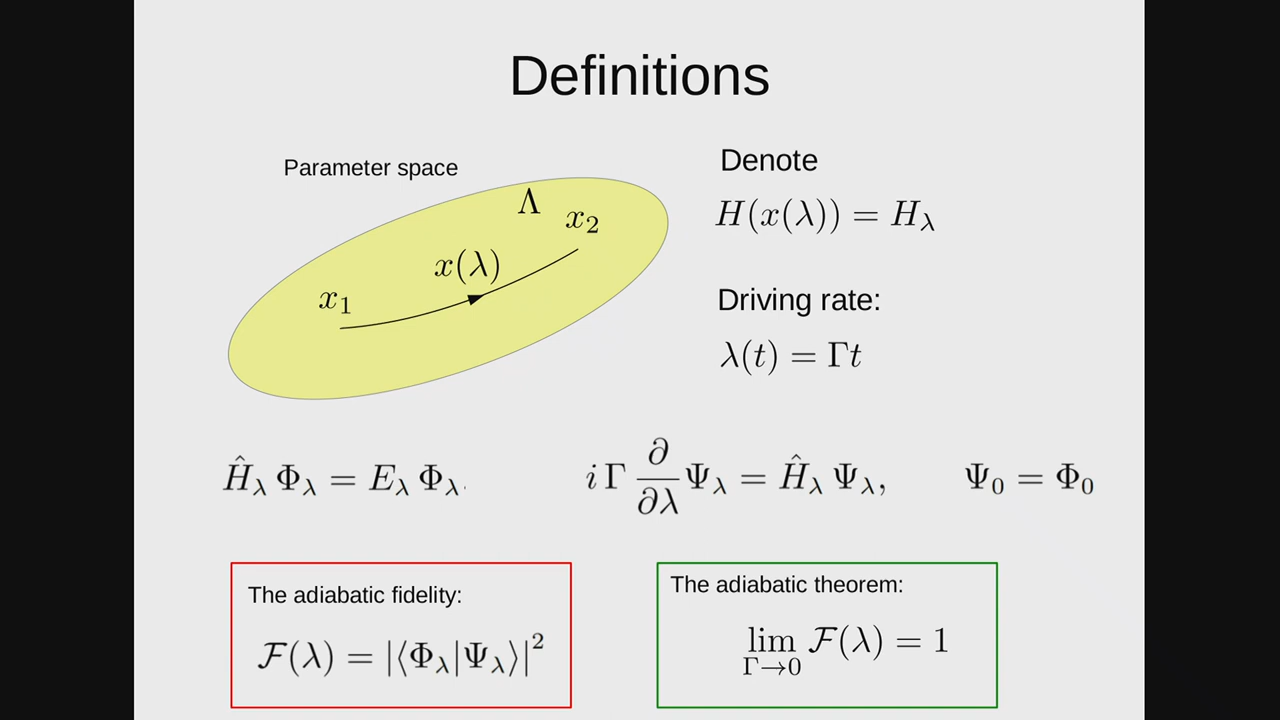 Definitions
Parameter space
Λ
x₂
x(λ)
x₁
Denote
H(x(λ)) = H_λ
Driving rate:
λ(t) = Γt
Ĥ_λ Φ_λ = E_λ Φ_λ.
i Γ ∂/∂λ Ψ_λ = Ĥ_λ Ψ_λ,
Ψ₀ = Φ₀
The adiabatic fidelity:
ℱ(λ) = |⟨Φ_λ|Ψ_λ⟩|²
The adiabatic theorem:
lim_{Γ→0} ℱ(λ) = 1